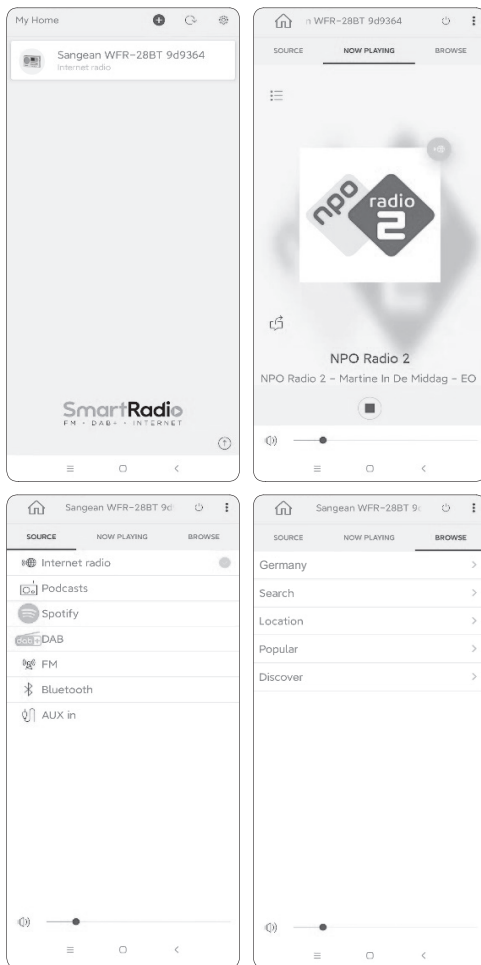 My Home
Sangean WFR-28BT 9d9364
Internet radio
SmartRadio
FM - DAB+ - INTERNET
n WFR-28BT 9d9364
SOURCE NOW PLAYING BROWSE
npo radio 2
NPO Radio 2
NPO Radio 2 - Martine In De Middag - EO
Sangean WFR-28BT 9d
SOURCE NOW PLAYING BROWSE
Internet radio
Podcasts
Spotify
dab+ DAB
FM
Bluetooth
AUX in
Sangean WFR-28BT 9
SOURCE NOW PLAYING BROWSE
Germany
Search
Location
Popular
Discover